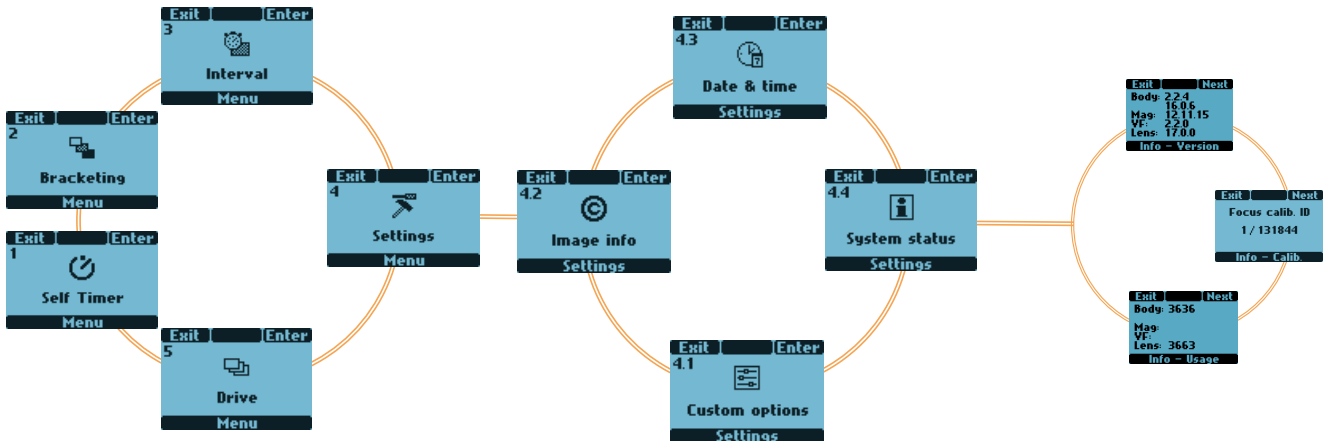 Exit Enter
3
Interval
Menu
Exit Enter
2
Bracketing
Menu
Exit Enter
1
Self Timer
Menu
Exit Enter
5
Drive
Menu
Exit Enter
4
Settings
Menu
Exit Enter
4.3
7
Date & time
Settings
Exit Enter
4.2
©
Image info
Settings
Exit Enter
4.1
Custom options
Settings
Exit Enter
4.4
i
System status
Settings
Exit Next
Body: 2.2.4
16.0.6
Mag: 12.11.15
VF: 2.2.0
Lens: 17.0.0
Info - Version
Exit Next
Focus calib. ID
1 / 131844
Info - Calib.
Exit Next
Body: 3636
Mag:
VF:
Lens: 3663
Info - Usage